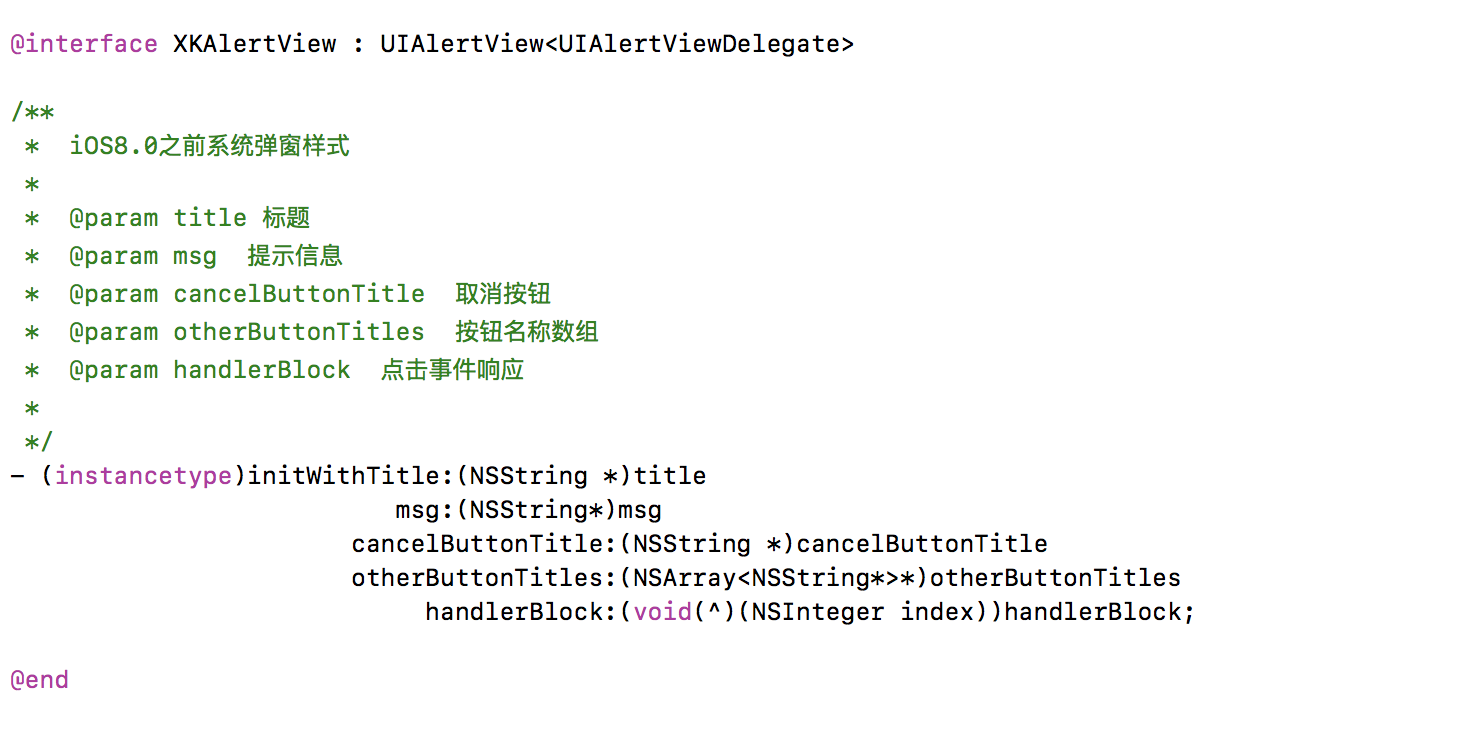 @interface XKAlertView : UIAlertView<UIAlertViewDelegate>
/**
 *  iOS8.0之前系统弹窗样式
 *
 *  @param title 标题
 *  @param msg  提示信息
 *  @param cancelButtonTitle  取消按钮
 *  @param otherButtonTitles  按钮名称数组
 *  @param handlerBlock  点击事件响应
 *
 */
- (instancetype)initWithTitle:(NSString *)title
                          msg:(NSString*)msg
                       cancelButtonTitle:(NSString *)cancelButtonTitle
                       otherButtonTitles:(NSArray<NSString*>*)otherButtonTitles
                            handlerBlock:(void(^)(NSInteger index))handlerBlock;
@end